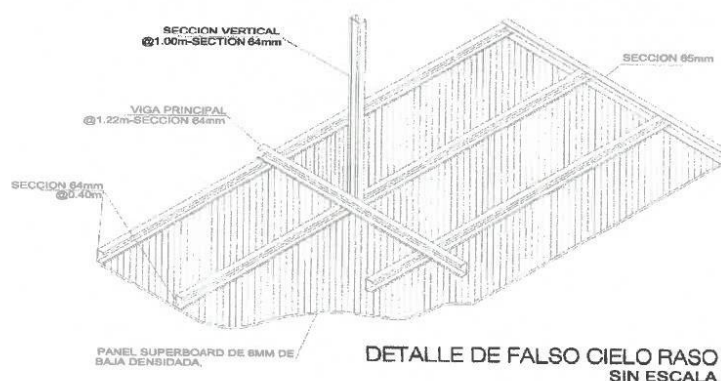 SECCION VERTICAL
@1.00m-SECTION 64mm
SECCION 65mm
VIGA PRINCIPAL
@1.22m-SECCION 64mm
SECCION 64mm
@0.40m
PANEL SUPERBOARD DE 8MM DE
BAJA DENSIDADA.
DETALLE DE FALSO CIELO RASO
SIN ESCALA